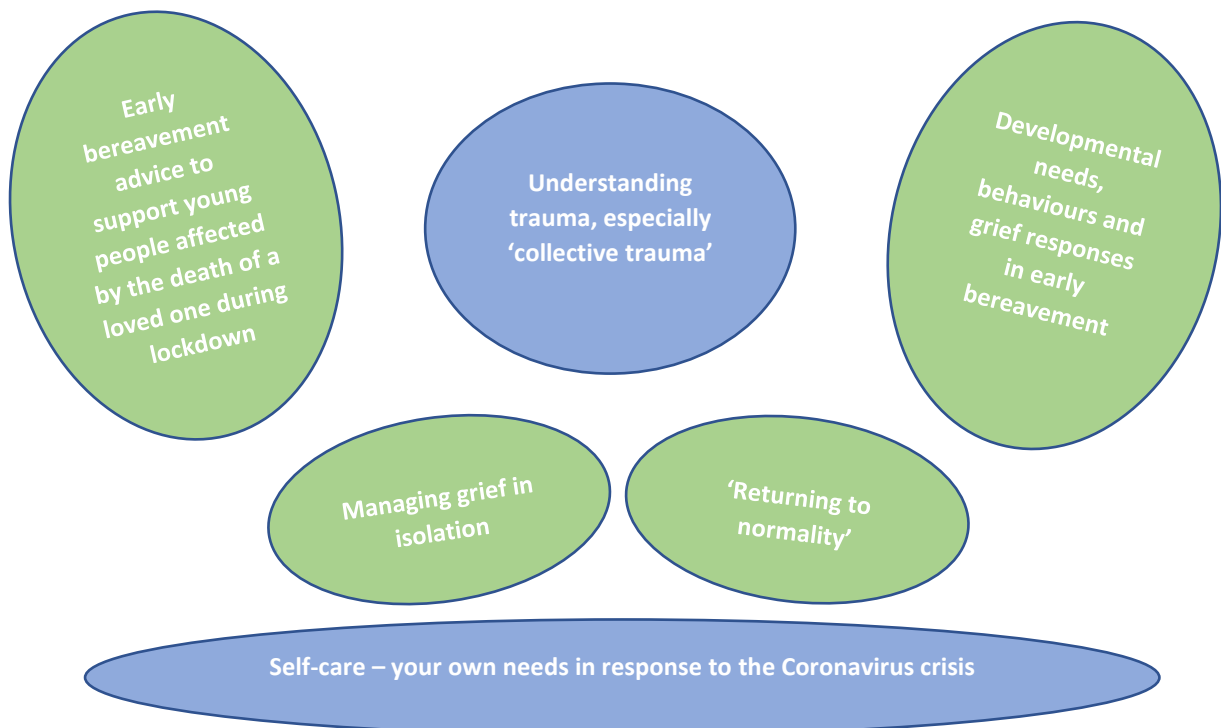 Early
bereavement
advice to
support young
people affected
by the death of a
loved one during
lockdown
Understanding
trauma, especially
‘collective trauma’
Developmental
needs,
behaviours and
grief responses
in early
bereavement
Managing grief in
isolation
‘Returning to
normality’
Self-care – your own needs in response to the Coronavirus crisis